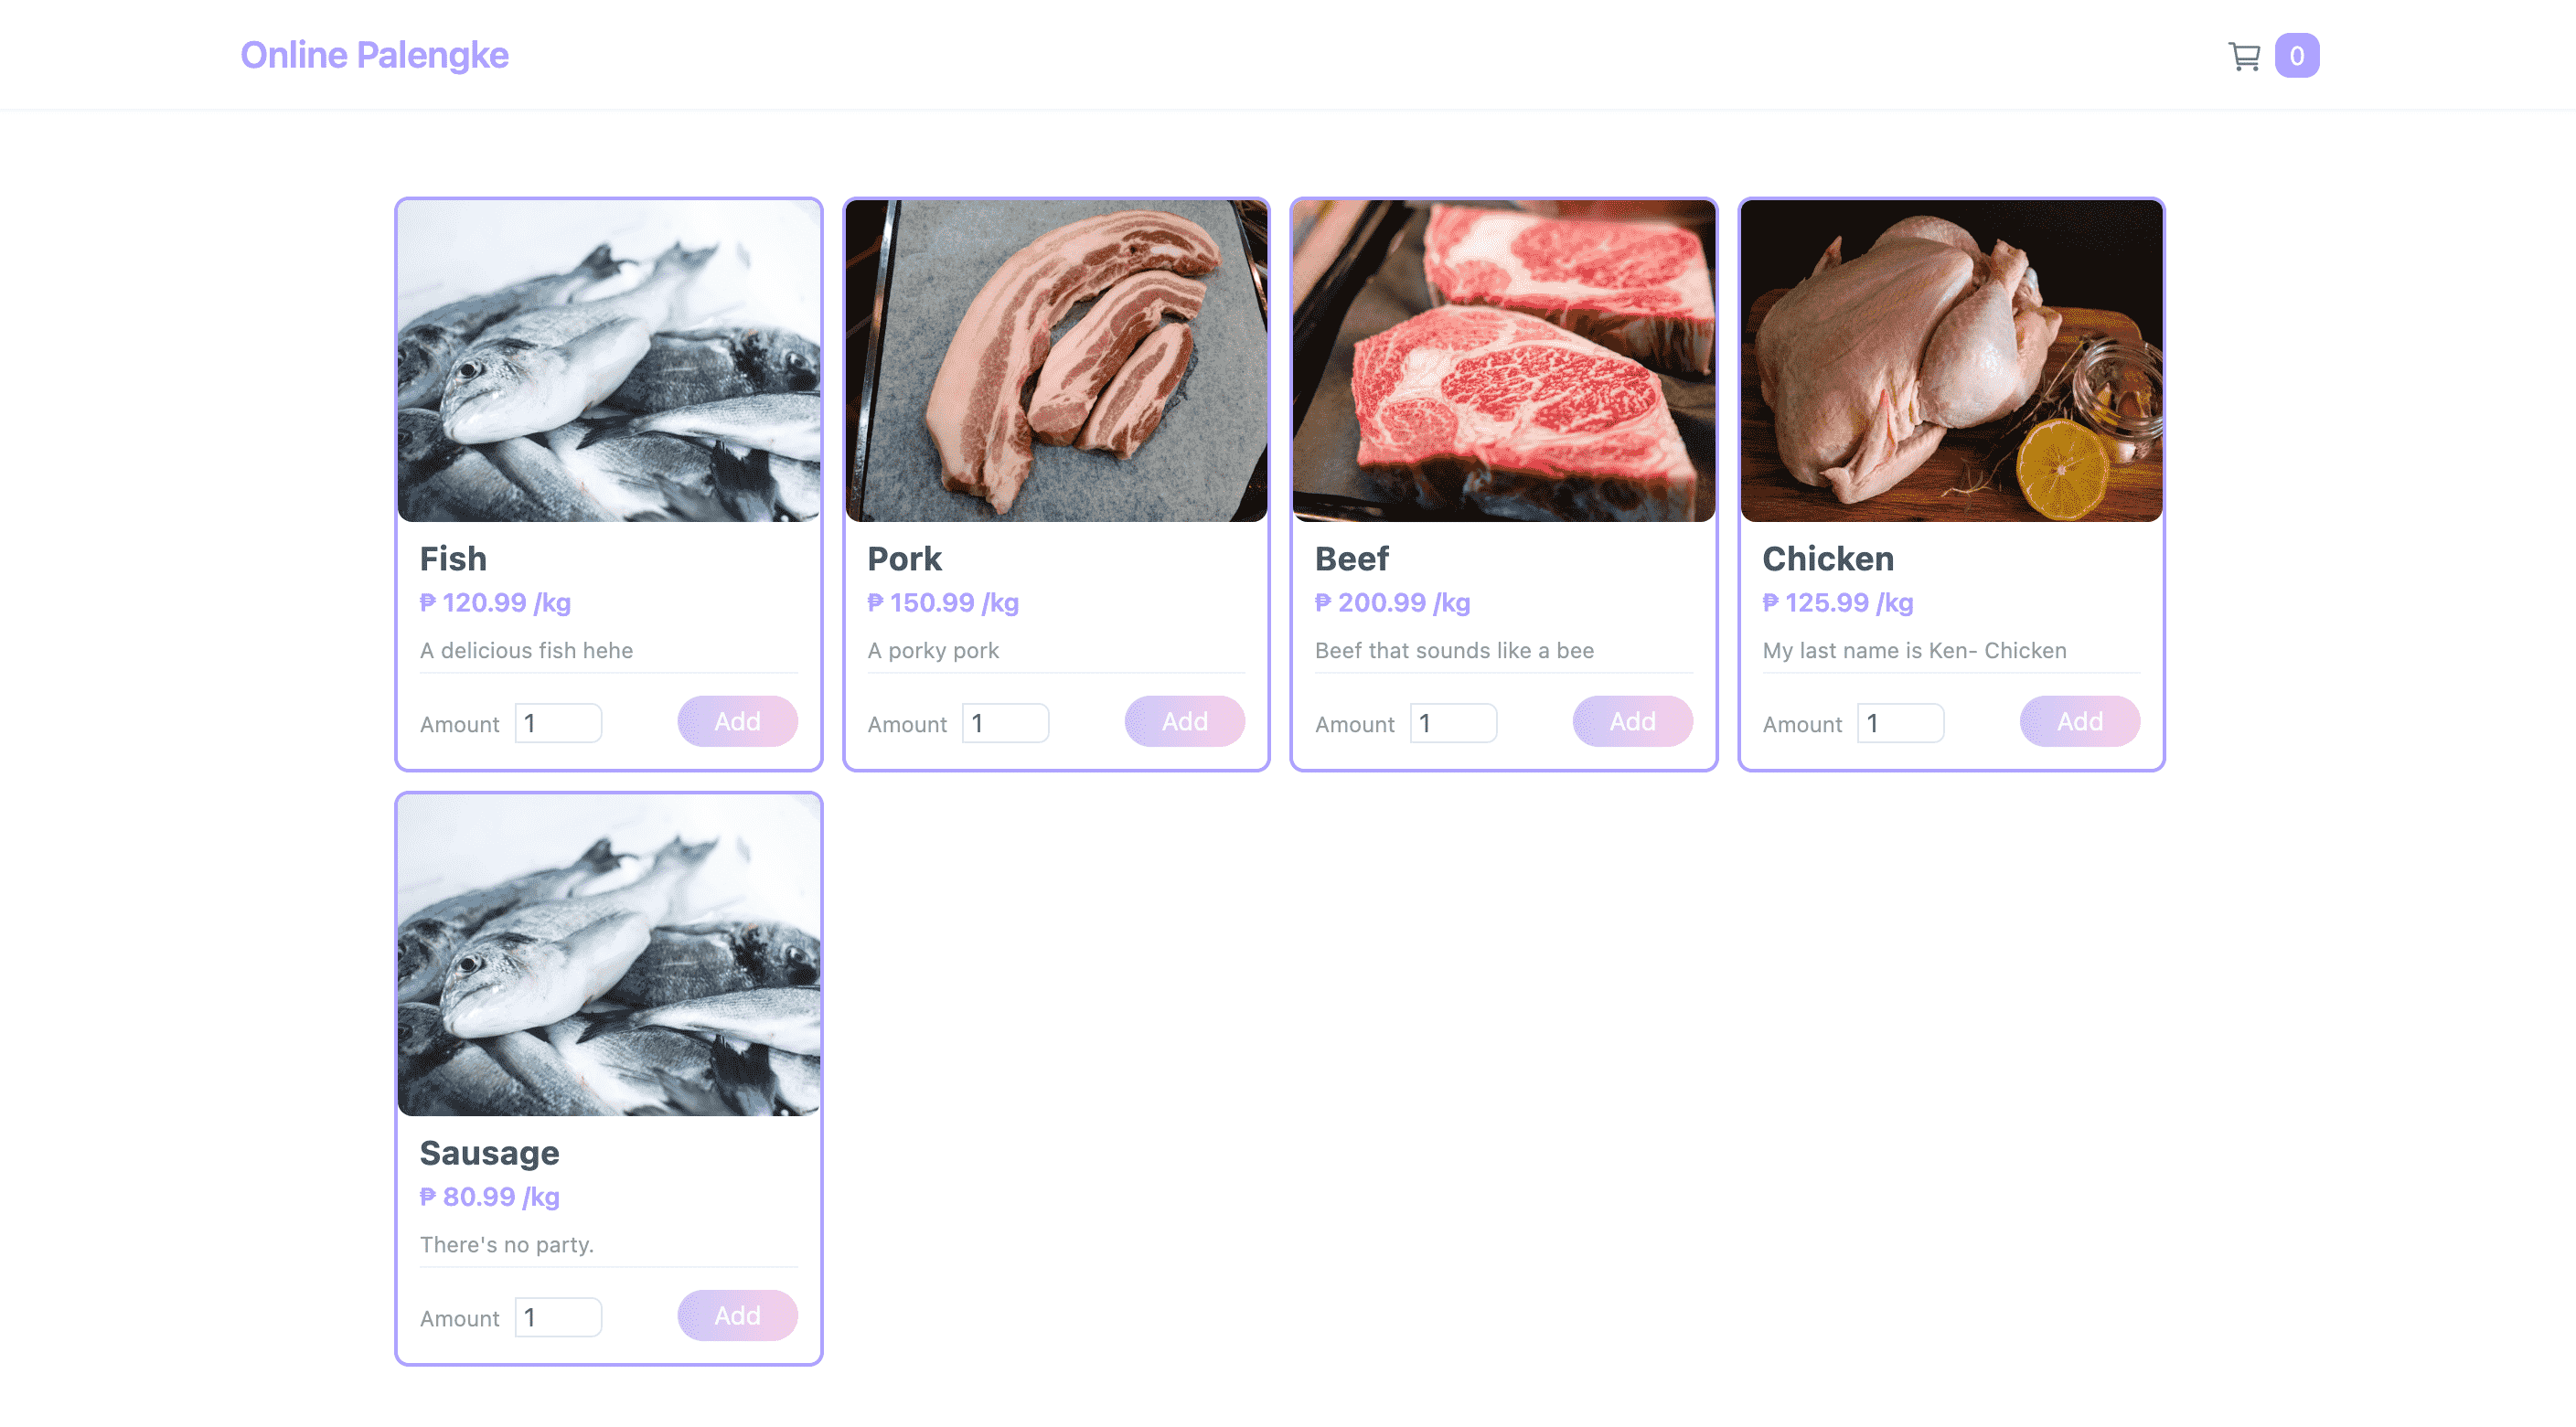 Online Palengke
0
Fish
₱ 120.99 /kg
A delicious fish hehe
Amount 1 Add
Pork
₱ 150.99 /kg
A porky pork
Amount 1 Add
Beef
₱ 200.99 /kg
Beef that sounds like a bee
Amount 1 Add
Chicken
₱ 125.99 /kg
My last name is Ken- Chicken
Amount 1 Add
Sausage
₱ 80.99 /kg
There's no party.
Amount 1 Add